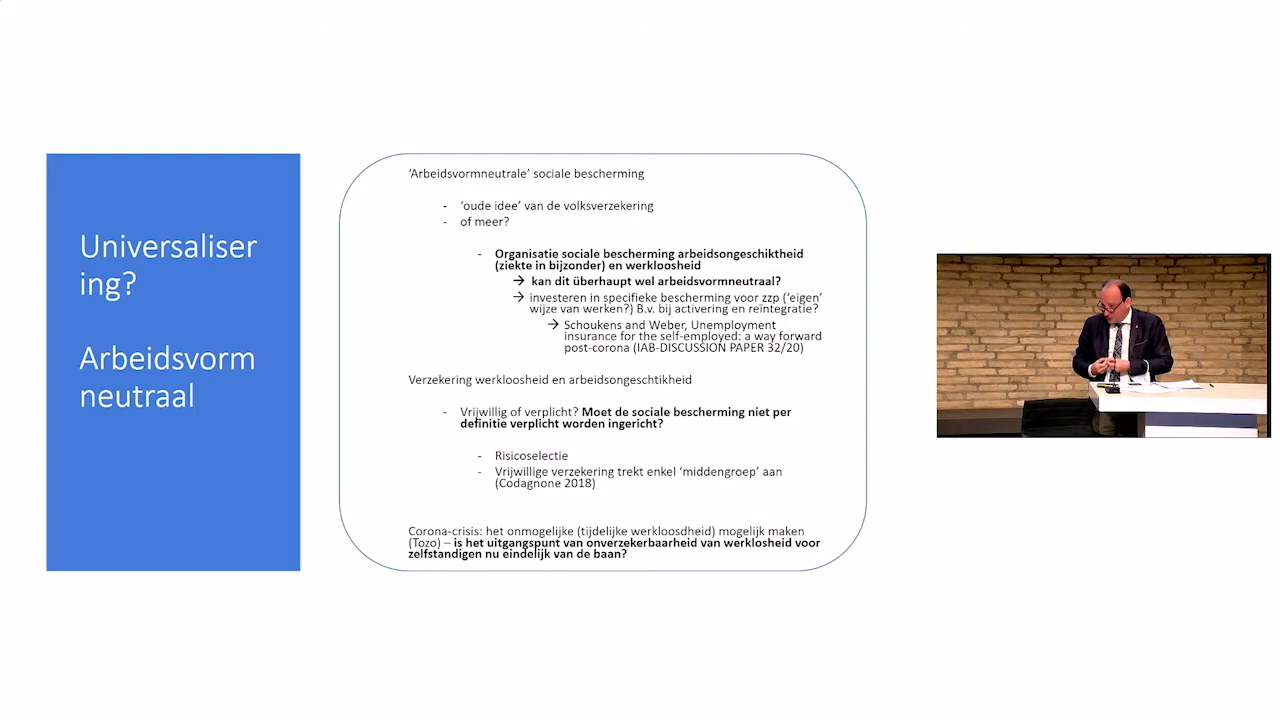 Universaliser
ing?
Arbeidsvorm
neutraal
‘Arbeidsvormneutrale’ sociale bescherming
- ‘oude idee’ van de volksverzekering
- of meer?
- Organisatie sociale bescherming arbeidsongeschiktheid
(ziekte in bijzonder) en werkloosheid
→ kan dit überhaupt wel arbeidsvormneutraal?
→ investeren in specifieke bescherming voor zzp (‘eigen’
wijze van werken?) B.v. bij activering en reïntegratie?
→ Schoukens and Weber, Unemployment
insurance for the self-employed: a way forward
post-corona (IAB-DISCUSSION PAPER 32/20)
Verzekering werkloosheid en arbeidsongeschtikheid
- Vrijwillig of verplicht? Moet de sociale bescherming niet per
definitie verplicht worden ingericht?
- Risicoselectie
- Vrijwillige verzekering trekt enkel ‘middengroep’ aan
(Codagnone 2018)
Corona-crisis: het onmogelijke (tijdelijke werkloosdheid) mogelijk maken
(Tozo) – is het uitgangspunt van onverzekerbaarheid van werklosheid voor
zelfstandigen nu eindelijk van de baan?